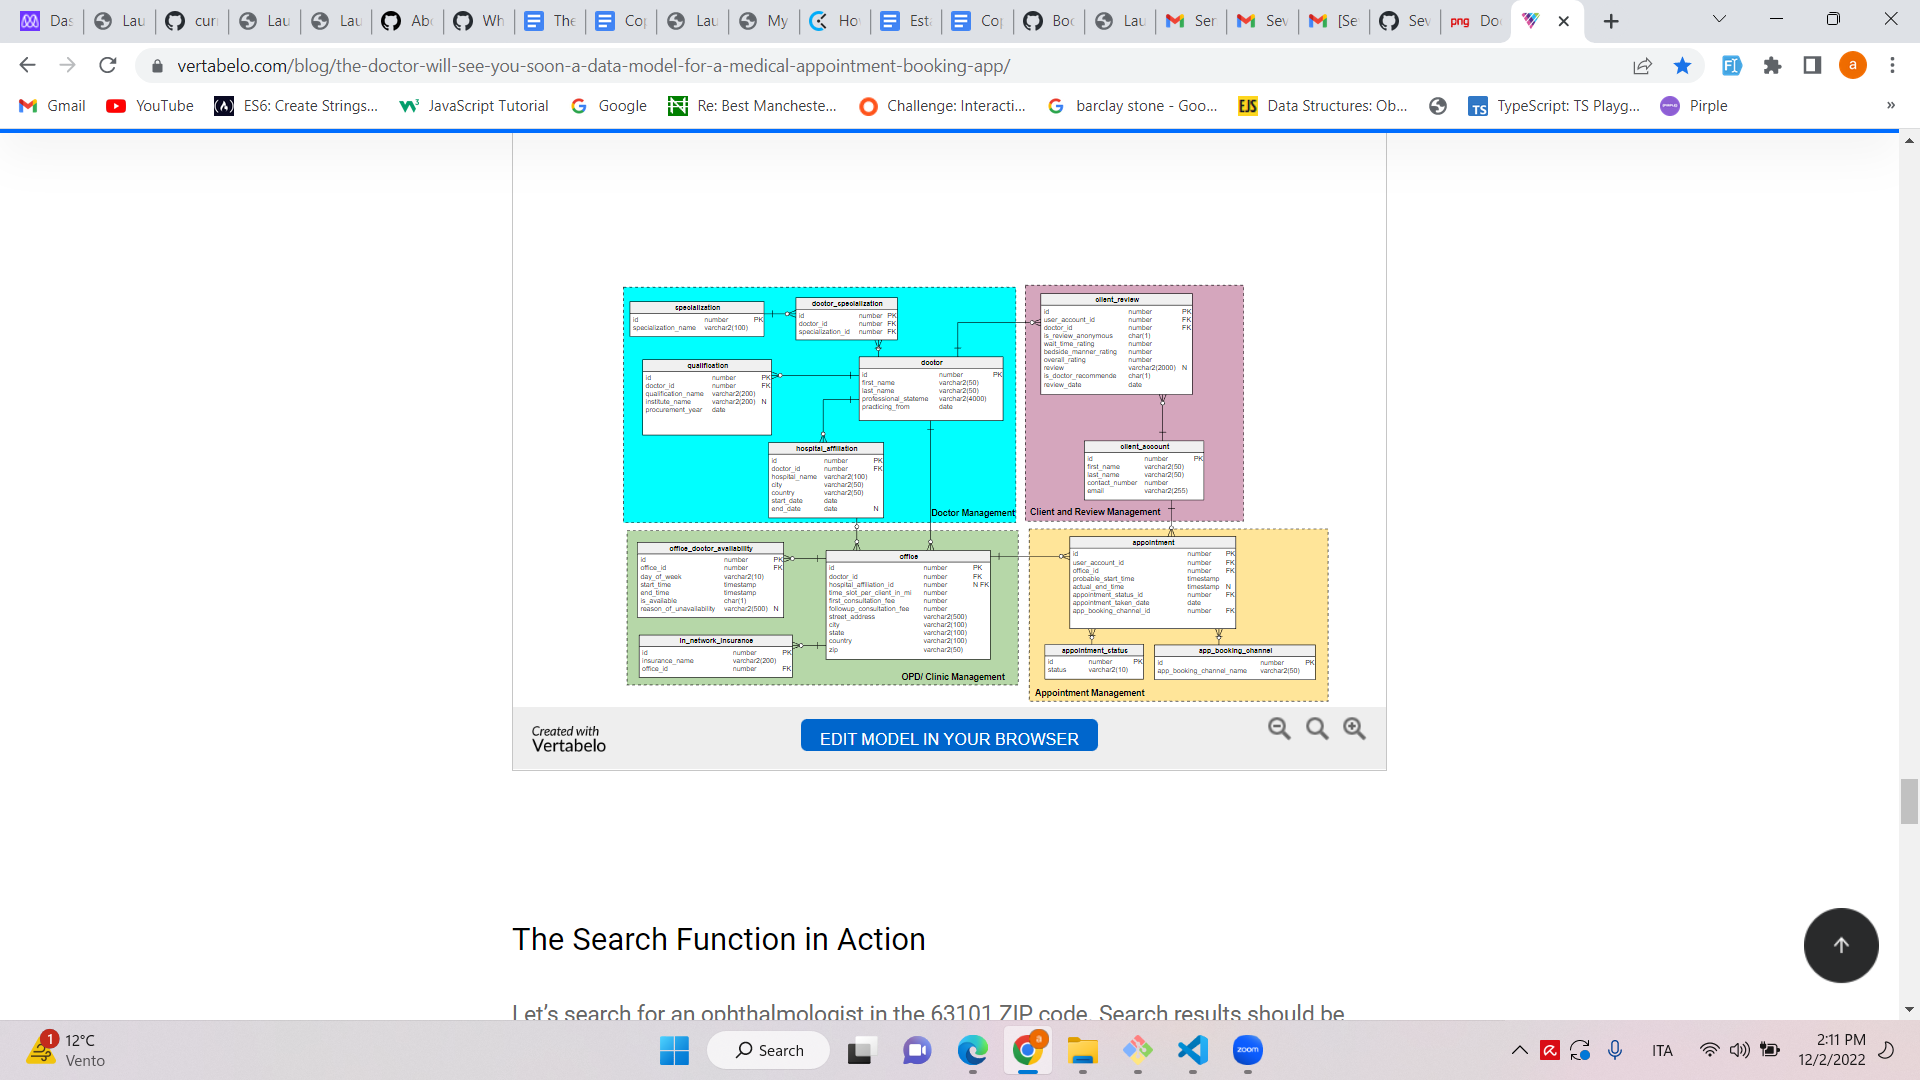 Das
Lau
curr
Lau
Lau
Abo
Wh
The
Cop
Lau
My
Ho
Esta
Cop
Boo
Lau
Ser
Sev
[Se
Sev
png Do
vertabelo.com/blog/the-doctor-will-see-you-soon-a-data-model-for-a-medical-appointment-booking-app/
a
Gmail
YouTube
ES6: Create Strings...
JavaScript Tutorial
Google
Re: Best Mancheste...
Challenge: Interacti...
barclay stone - Goo...
EJS Data Structures: Ob...
TS TypeScript: TS Playg...
Pirple
»
specialization
id number PK
specialization_name varchar2(100)
doctor_specialization
id number PK
doctor_id number FK
specialization_id number FK
qualification
id number PK
doctor_id number FK
qualification_name varchar2(200)
institute_name varchar2(200) N
procurement_year date
doctor
id number PK
first_name varchar2(50)
last_name varchar2(50)
professional_stateme varchar2(4000)
practicing_from date
hospital_affiliation
id number PK
doctor_id number FK
hospital_name varchar2(100)
city varchar2(50)
country varchar2(50)
start_date date
end_date date N
Doctor Management
client_review
id number PK
user_account_id number FK
doctor_id number FK
is_review_anonymous char(1)
wait_time_rating number
bedside_manner_rating number
overall_rating number
review varchar2(2000) N
is_doctor_recommende char(1)
review_date date
client_account
id number PK
first_name varchar2(50)
last_name varchar2(50)
contact_number number
email varchar2(255)
Client and Review Management
office_doctor_availability
id number PK
office_id number FK
day_of_week varchar2(10)
start_time timestamp
end_time timestamp
is_available char(1)
reason_of_unavailability varchar2(500) N
in_network_insurance
id number PK
insurance_name varchar2(200)
office_id number FK
office
id number PK
doctor_id number FK
hospital_affiliation_id number N FK
time_slot_per_client_in_mi number
first_consultation_fee number
followup_consultation_fee number
street_address varchar2(500)
city varchar2(100)
state varchar2(100)
country varchar2(100)
zip varchar2(50)
OPD/ Clinic Management
appointment
id number PK
user_account_id number FK
office_id number FK
probable_start_time timestamp
actual_end_time timestamp N
appointment_status_id number FK
appointment_taken_date date
app_booking_channel_id number FK
appointment_status
id number PK
status varchar2(10)
app_booking_channel
id number PK
app_booking_channel_name varchar2(50)
Appointment Management
Created with
Vertabelo
EDIT MODEL IN YOUR BROWSER
The Search Function in Action
Let's search for an ophthalmologist in the 63101 ZIP code. Search results should be
1
12°C
Vento
Search
a
zoom
ITA
2:11 PM
12/2/2022